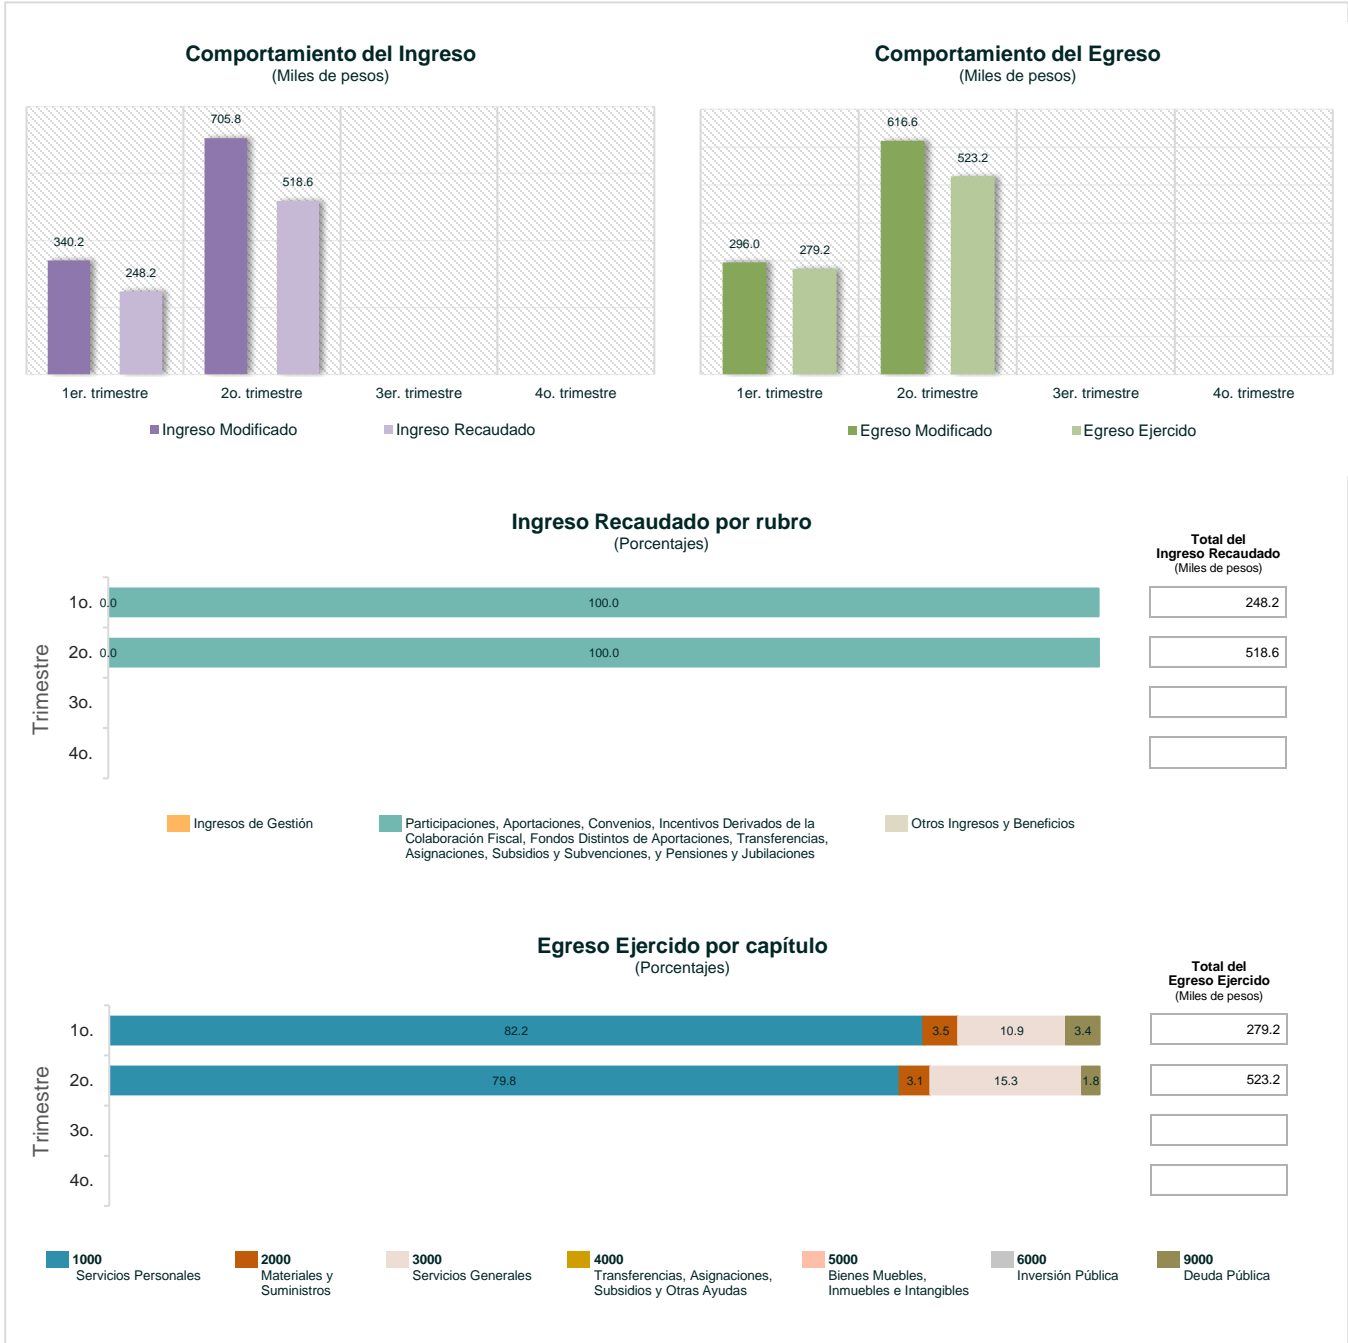 Comportamiento del Ingreso
(Miles de pesos)
705.8
518.6
340.2
248.2
1er. trimestre
2o. trimestre
3er. trimestre
4o. trimestre
Ingreso Modificado
Ingreso Recaudado
Comportamiento del Egreso
(Miles de pesos)
616.6
523.2
296.0
279.2
1er. trimestre
2o. trimestre
3er. trimestre
4o. trimestre
Egreso Modificado
Egreso Ejercido
Ingreso Recaudado por rubro
(Porcentajes)
Total del
Ingreso Recaudado
(Miles de pesos)
Trimestre
1o.
0.0
100.0
248.2
2o.
0.0
100.0
518.6
3o.
4o.
Ingresos de Gestión
Participaciones, Aportaciones, Convenios, Incentivos Derivados de la
Colaboración Fiscal, Fondos Distintos de Aportaciones, Transferencias,
Asignaciones, Subsidios y Subvenciones, y Pensiones y Jubilaciones
Otros Ingresos y Beneficios
Egreso Ejercido por capítulo
(Porcentajes)
Total del
Egreso Ejercido
(Miles de pesos)
Trimestre
1o.
82.2
3.5
10.9
3.4
279.2
2o.
79.8
3.1
15.3
1.8
523.2
3o.
4o.
1000
Servicios Personales
2000
Materiales y
Suministros
3000
Servicios Generales
4000
Transferencias, Asignaciones,
Subsidios y Otras Ayudas
5000
Bienes Muebles,
Inmuebles e Intangibles
6000
Inversión Pública
9000
Deuda Pública